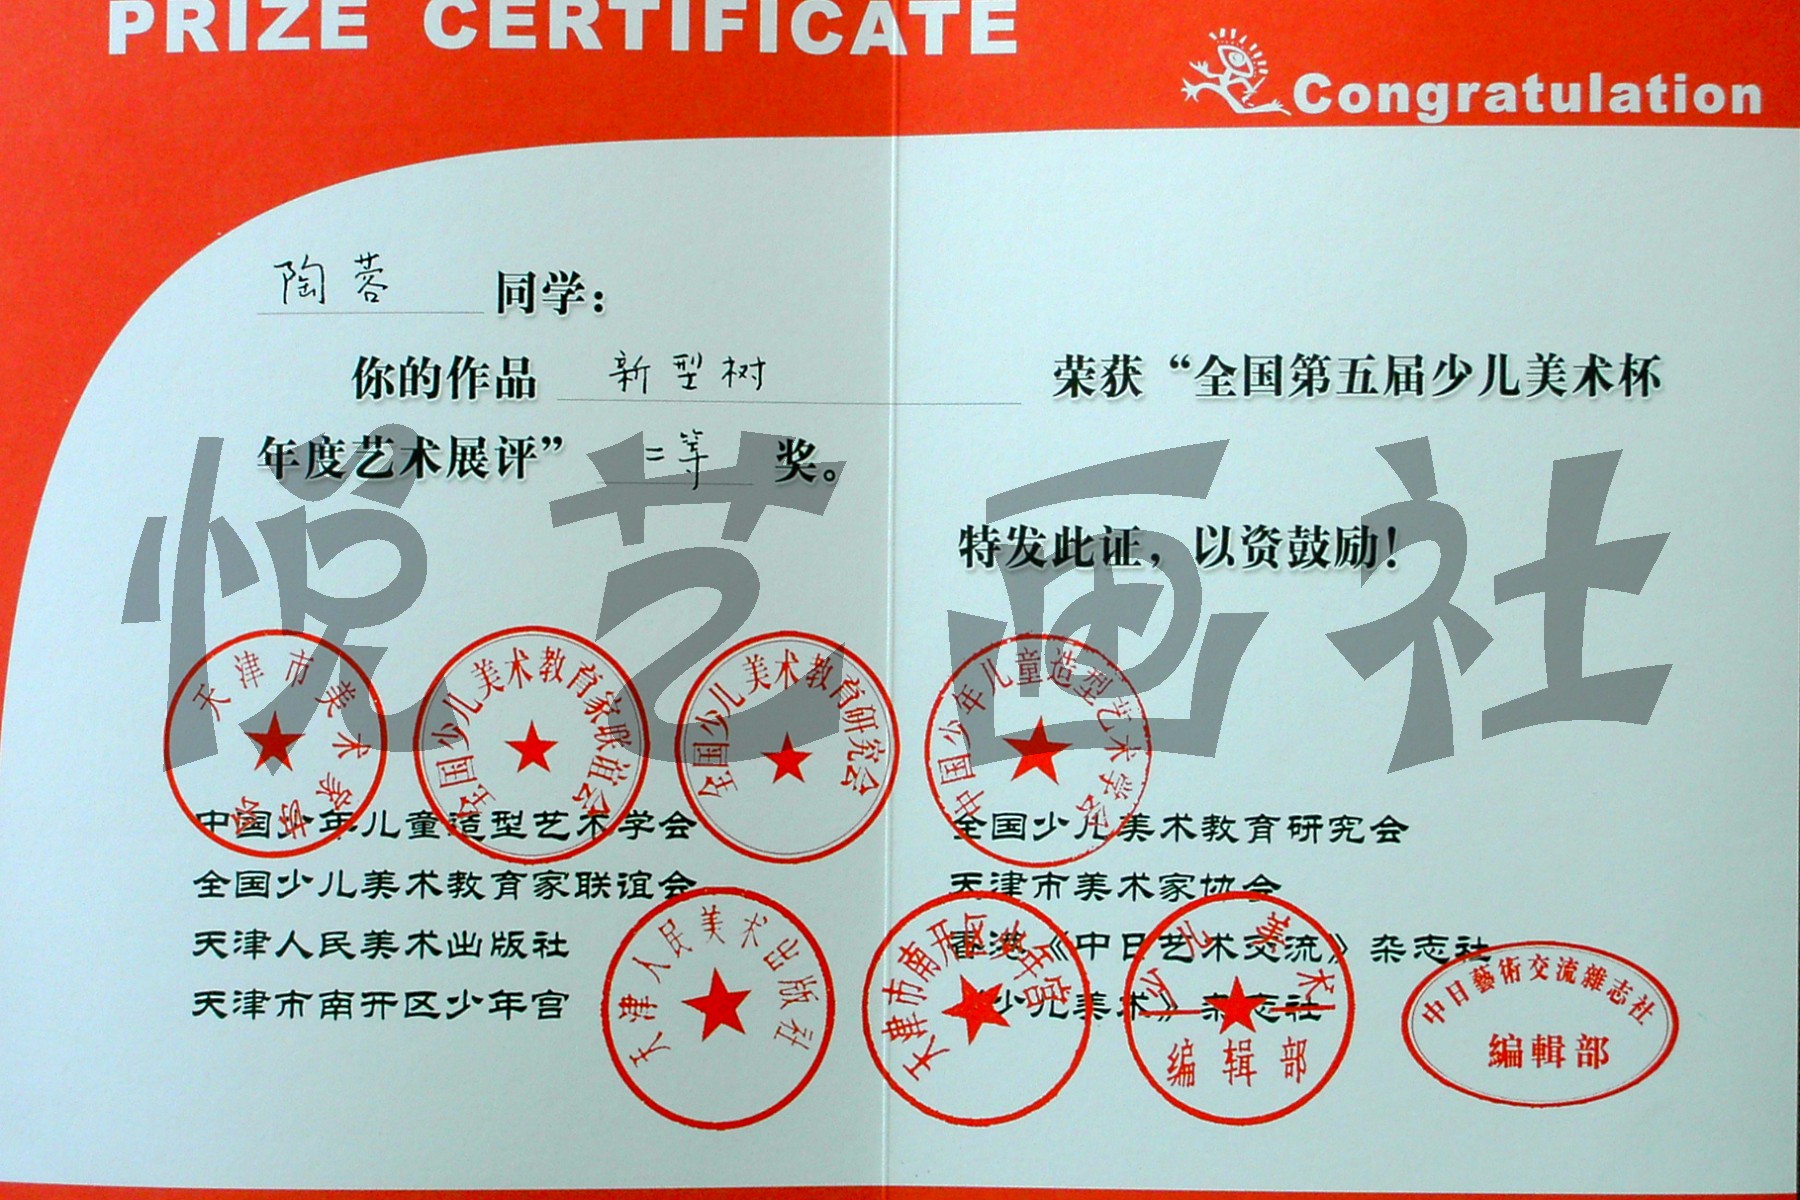 PRIZE CERTIFICATE
Congratulation
陶蓉 同学：
你的作品 新型树 荣获“全国第五届少儿美术杯
年度艺术展评” 二等 奖。
特发此证，以资鼓励！
悦艺画社
天津市美术家协会
全国少儿美术教育家联谊会
全国少儿美术教育研究会
中国少年儿童造型艺术学会
中国少年儿童造型艺术学会 全国少儿美术教育研究会
全国少儿美术教育家联谊会 天津市美术家协会
天津人民美术出版社 香港《中日艺术交流》杂志社
天津市南开区少年宫 《少儿美术》杂志社
天津人民美术出版社
天津市南开区少年宫
少儿美术
编辑部
中日藝術交流雜志社
編輯部